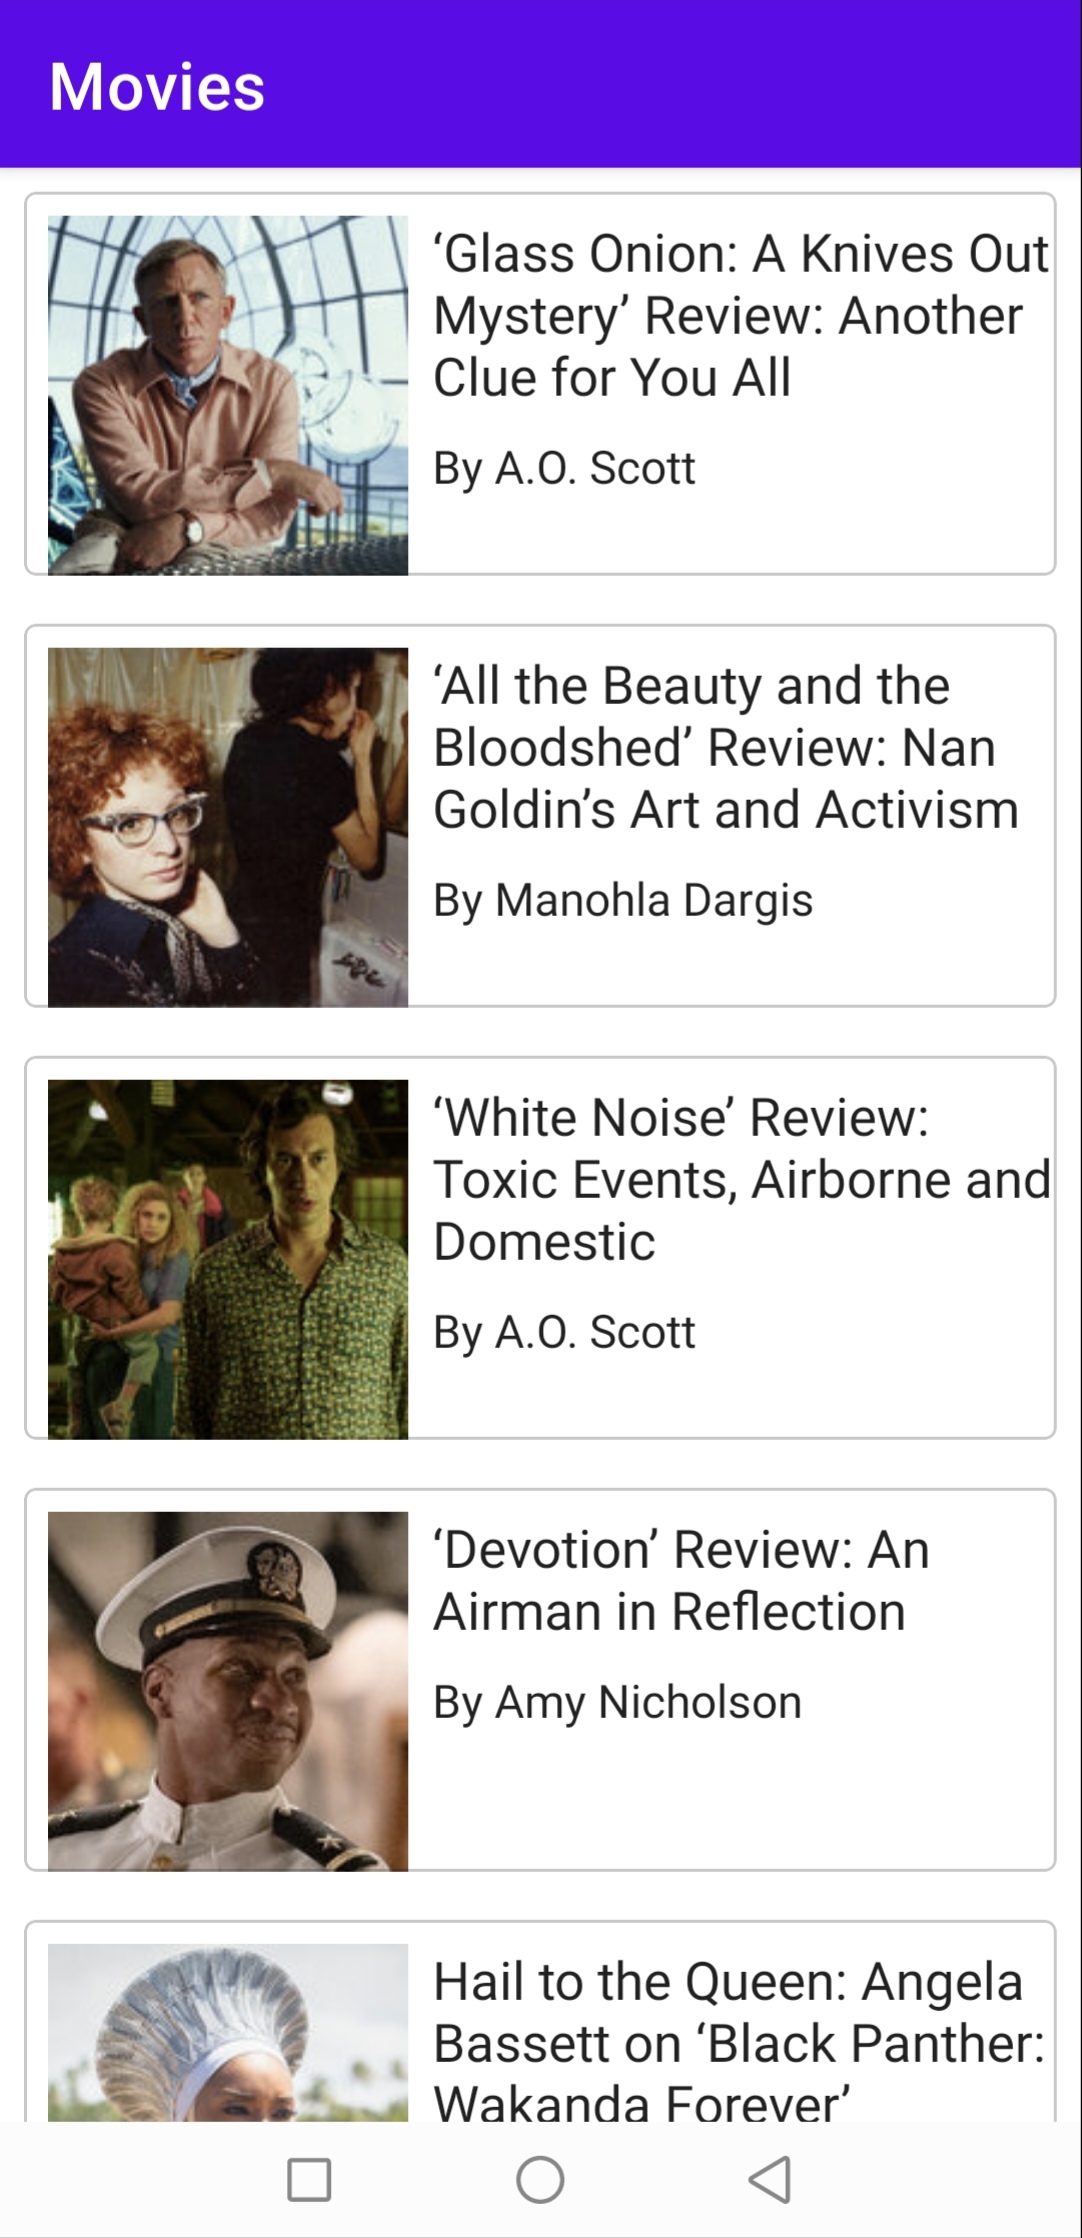 Movies
‘Glass Onion: A Knives Out
Mystery’ Review: Another
Clue for You All
By A.O. Scott
‘All the Beauty and the
Bloodshed’ Review: Nan
Goldin’s Art and Activism
By Manohla Dargis
‘White Noise’ Review:
Toxic Events, Airborne and
Domestic
By A.O. Scott
‘Devotion’ Review: An
Airman in Reflection
By Amy Nicholson
Hail to the Queen: Angela
Bassett on ‘Black Panther:
Wakanda Forever’